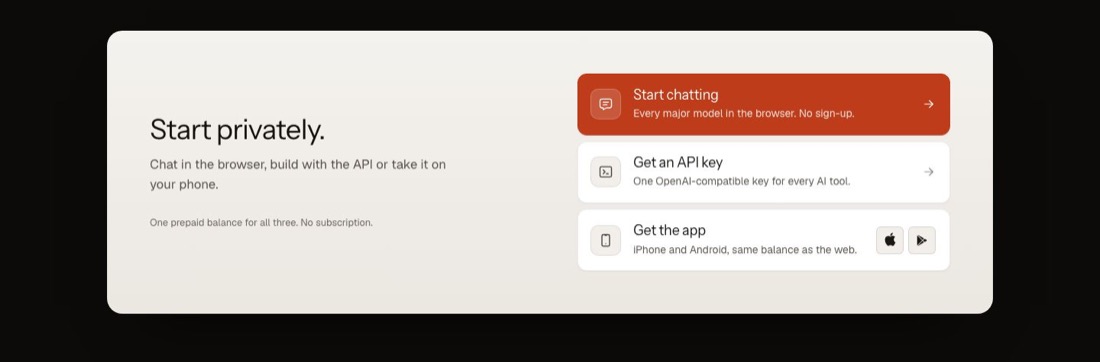 Start privately.
Chat in the browser, build with the API or take it on
your phone.
One prepaid balance for all three. No subscription.
Start chatting
Every major model in the browser. No sign-up.
Get an API key
One OpenAI-compatible key for every AI tool.
Get the app
iPhone and Android, same balance as the web.